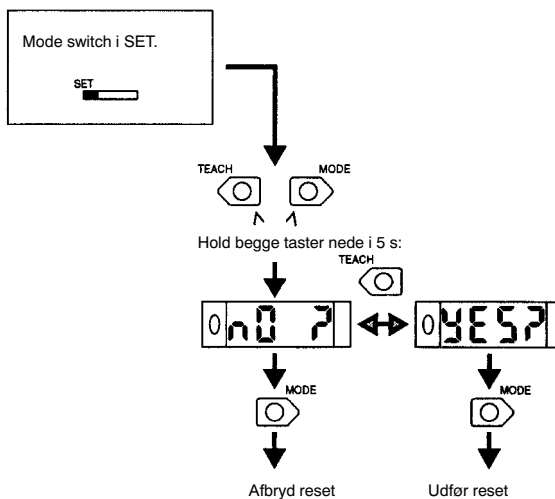 Mode switch i SET.
SET
TEACH MODE
Hold begge taster nede i 5 s:
TEACH
0 nO ? 0 YES?
MODE MODE
Afbryd reset Udfør reset